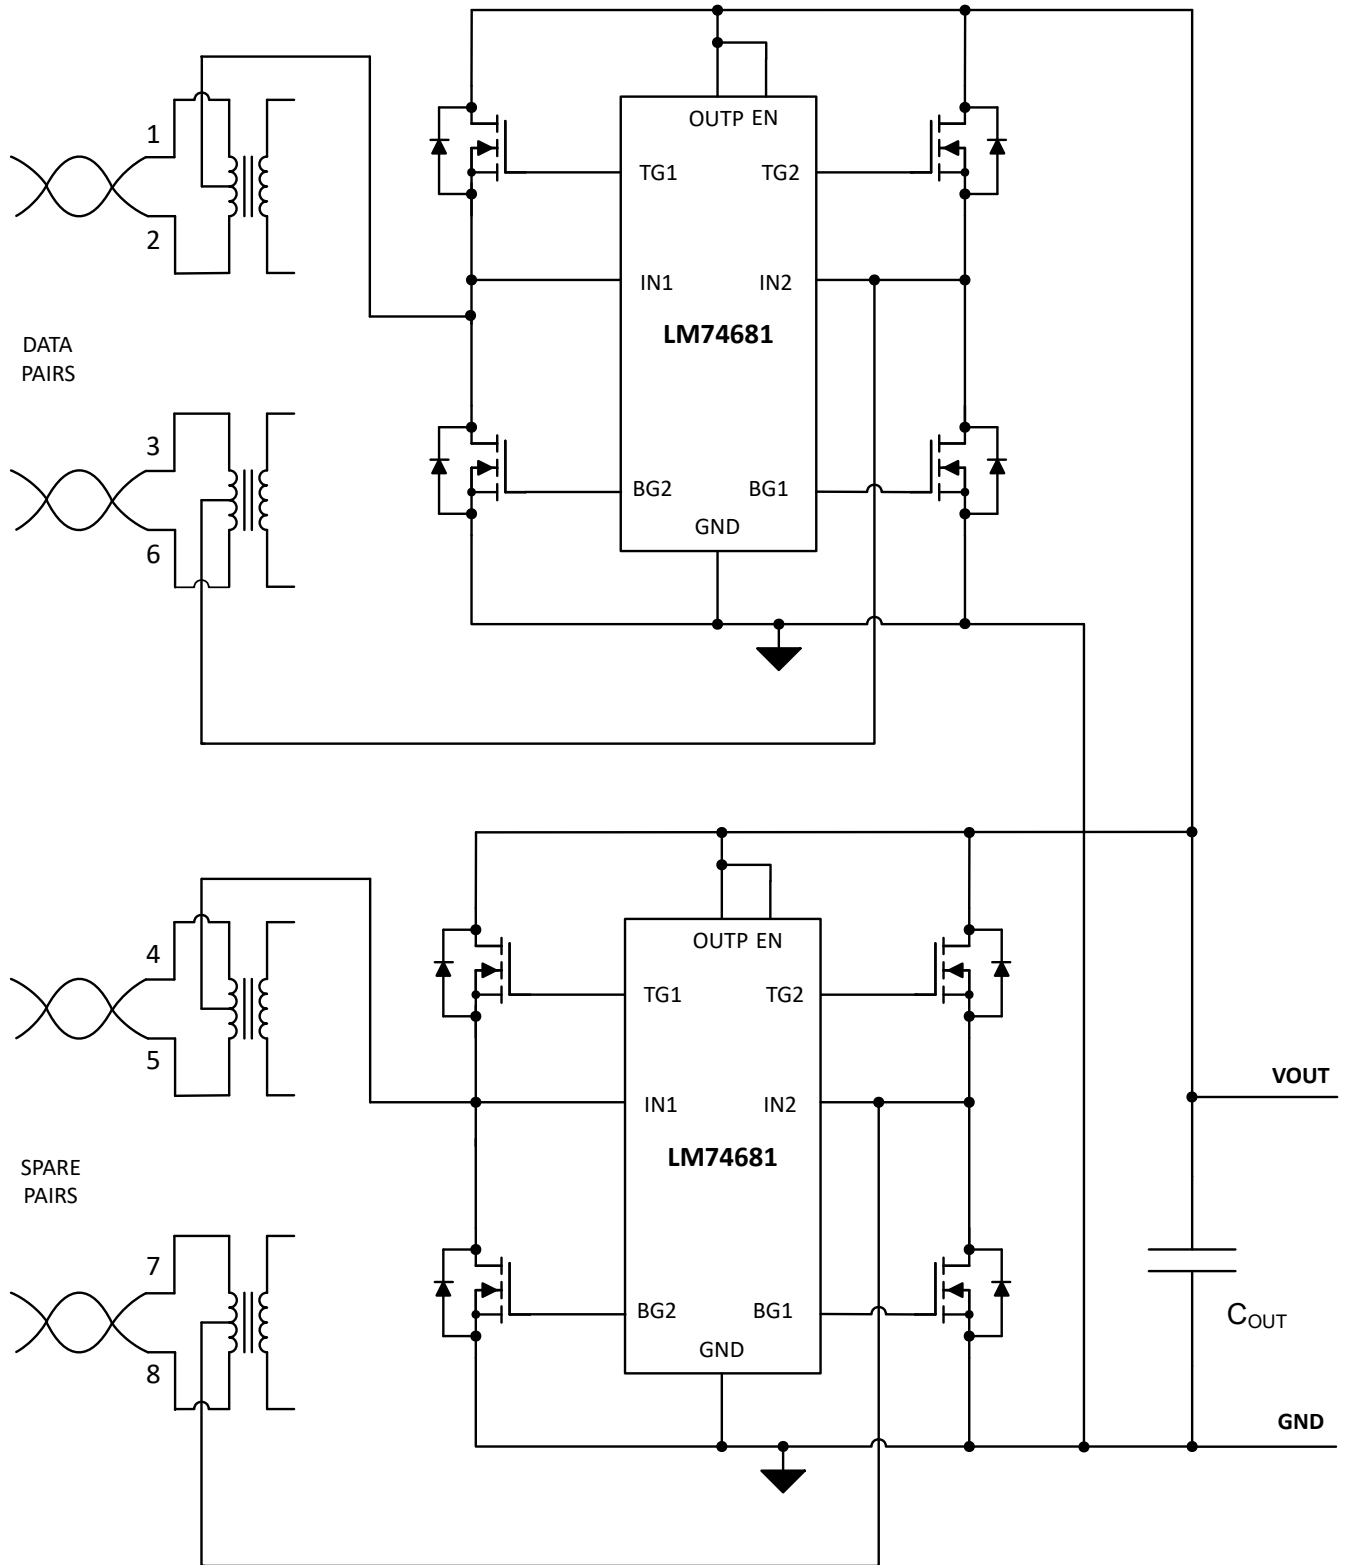 OUTP EN
1
TG1 TG2
2
IN1 IN2
LM74681
DATA
PAIRS
3
BG2 BG1
GND
6
OUTP EN
4
TG1 TG2
5
IN1 IN2
LM74681
VOUT
SPARE
PAIRS
7
BG2 BG1
COUT
GND
8
GND